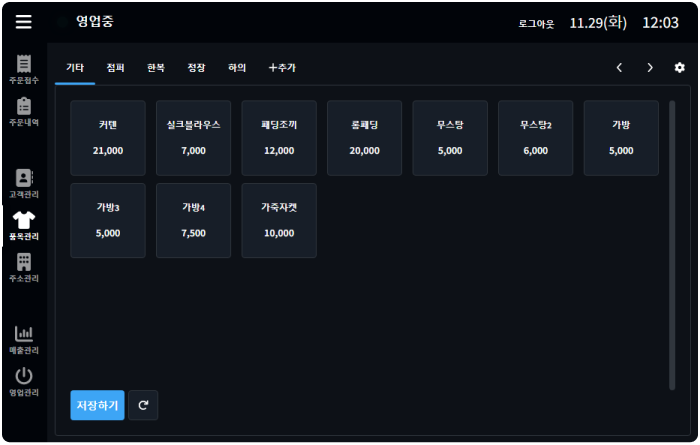 영업중
로그아웃 11.29(화) 12:03
주문접수
주문내역
고객관리
품목관리
주소관리
매출관리
영업관리
기타 점퍼 한복 정장 하의 +추가
커텐 실크블라우스 패딩조끼 롱패딩 무스탕 무스탕2 가방
21,000 7,000 12,000 20,000 5,000 6,000 5,000
가방3 가방4 가죽자켓
5,000 7,500 10,000
저장하기